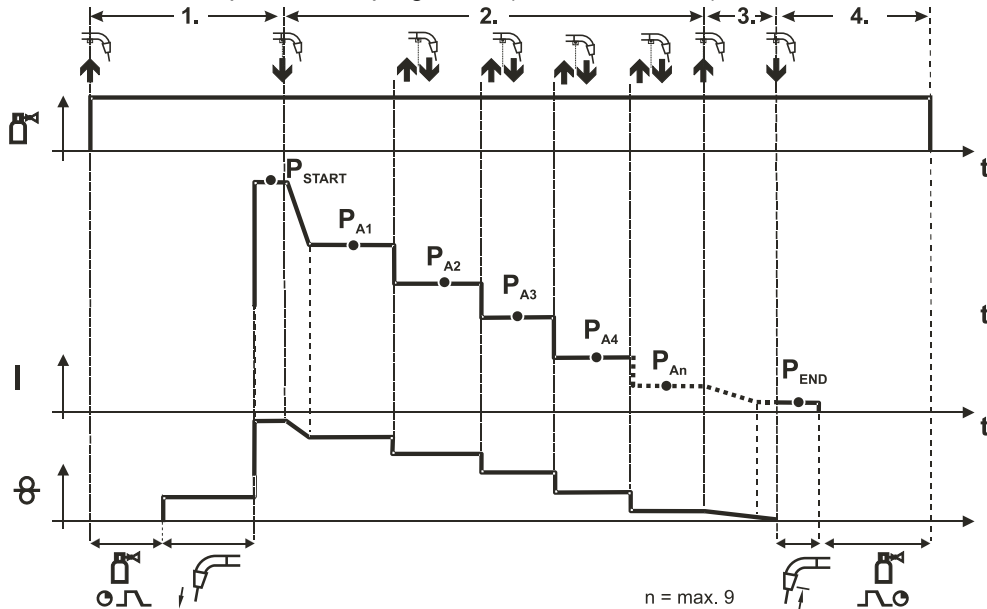 1. 2. 3. 4.
t
P START
P A1
P A2
P A3
t
P A4
P An
P END
I
t
n = max. 9